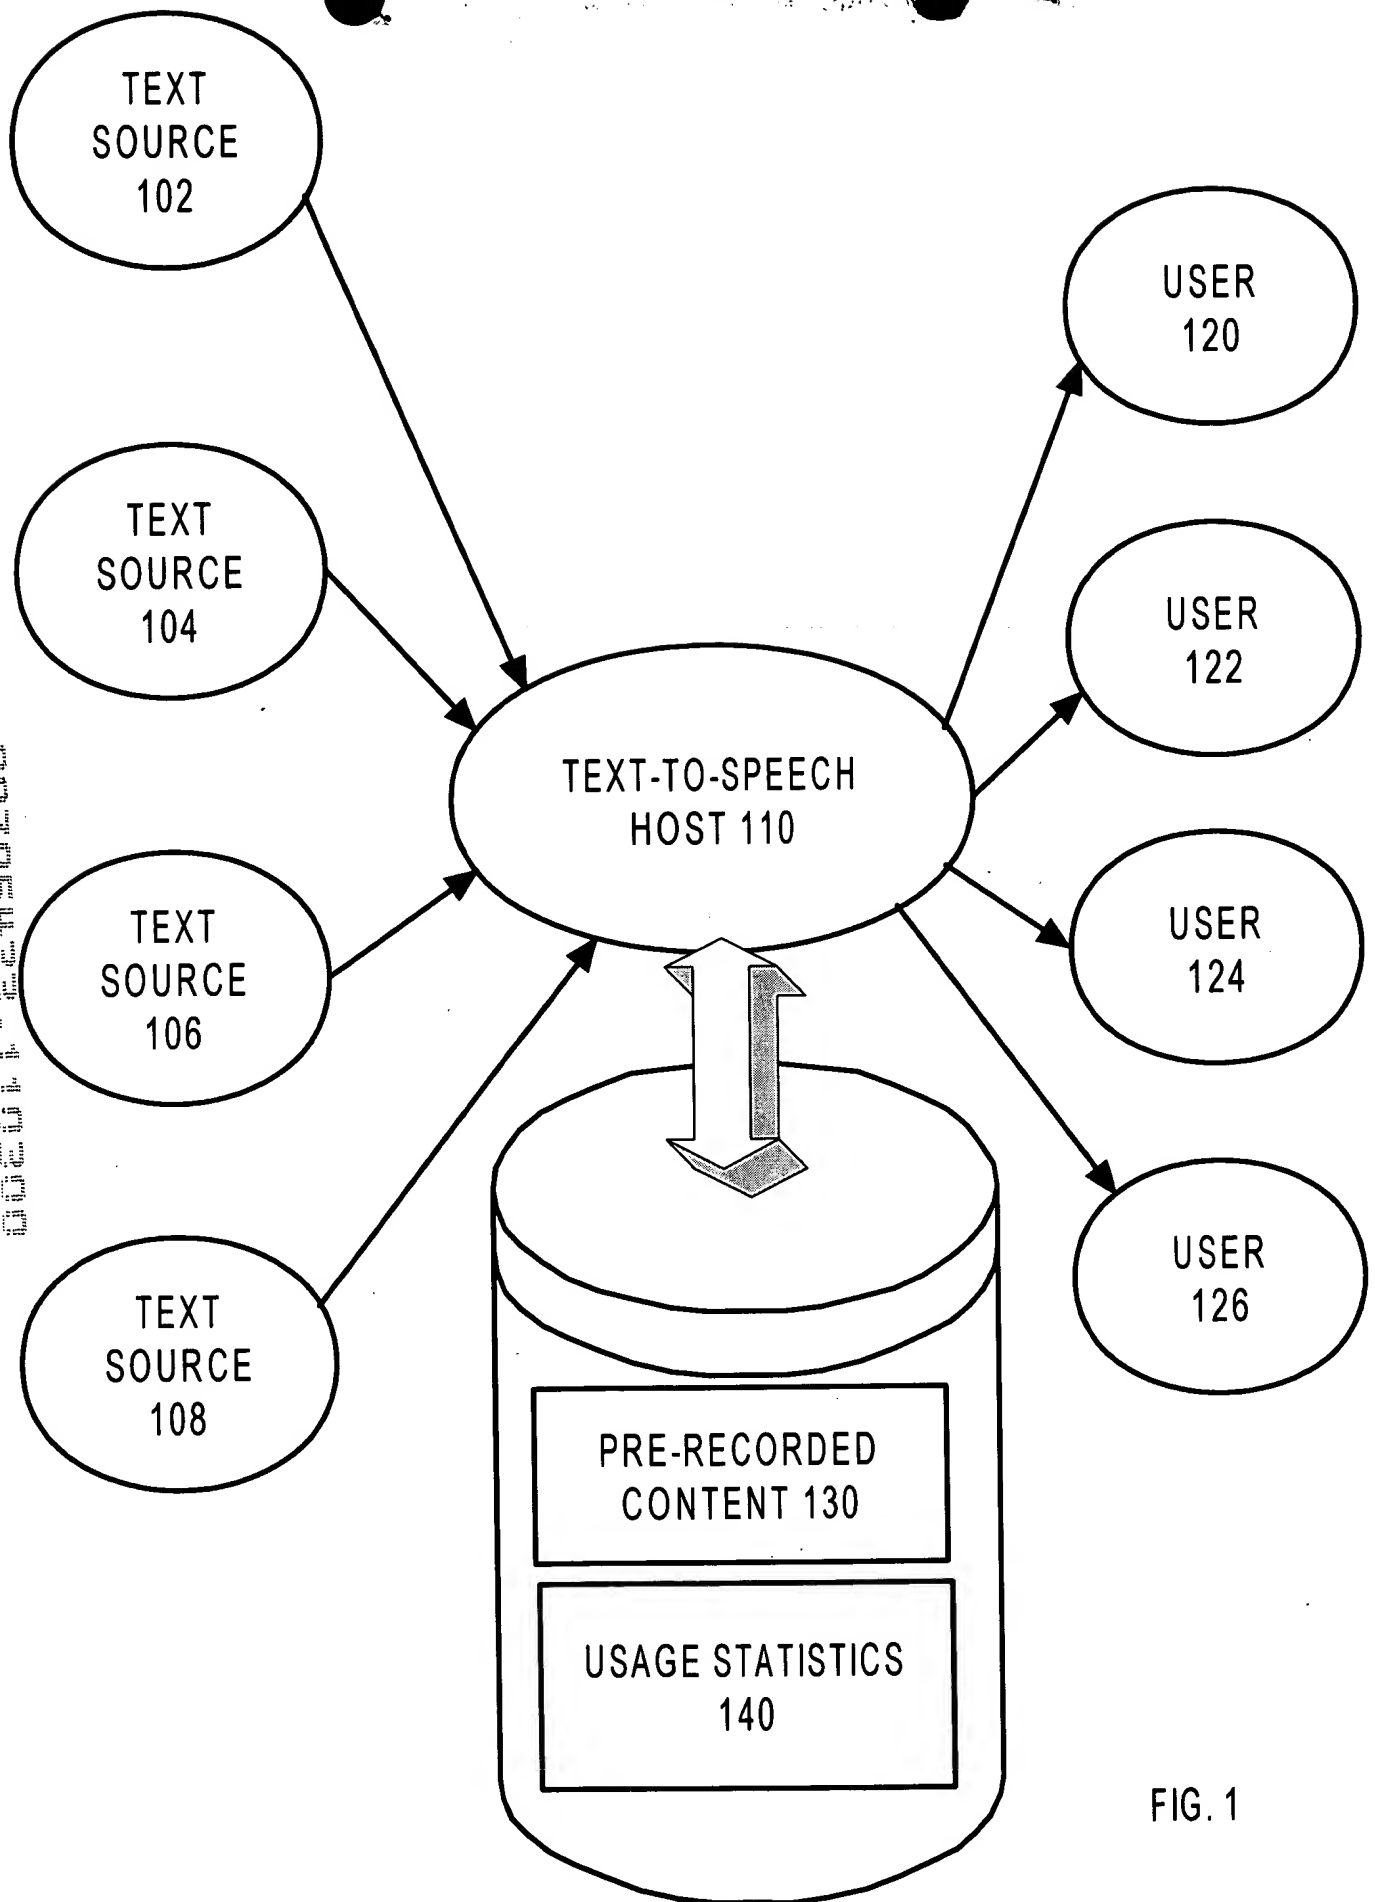 TEXT
SOURCE
102
USER
120
TEXT
SOURCE
104
USER
122
TEXT-TO-SPEECH
HOST 110
TEXT
SOURCE
106
USER
124
TEXT
SOURCE
108
USER
126
PRE-RECORDED
CONTENT 130
USAGE STATISTICS
140
FIG. 1